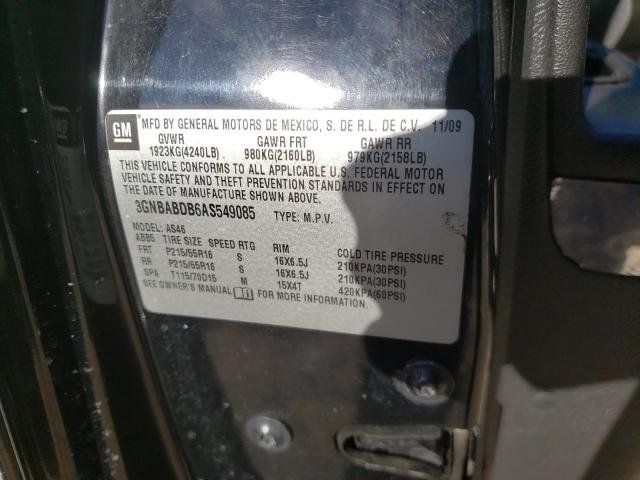 GM
MFD BY GENERAL MOTORS DE MEXICO, S. DE R.L. DE C.V. 11/09
GVWR GAWR FRT GAWR RR
1923KG(4240LB) 980KG(2160LB) 979KG(2158LB)
THIS VEHICLE CONFORMS TO ALL APPLICABLE U.S. FEDERAL MOTOR
VEHICLE SAFETY, BUMPER, AND THEFT PREVENTION STANDARDS IN EFFECT ON
THE DATE OF MANUFACTURE SHOWN ABOVE.
3GNBABDB6AS549085 TYPE: M.P.V.
MODEL: AS46
ABB5 TIRE SIZE SPEED RTG RIM COLD TIRE PRESSURE
FRT P215/55R16 S 16X6.5J 210KPA(30PSI)
RR P215/55R16 S 16X6.5J 210KPA(30PSI)
SPA T115/70D15 M 15X4T 420KPA(60PSI)
SEE OWNER'S MANUAL FOR MORE INFORMATION.